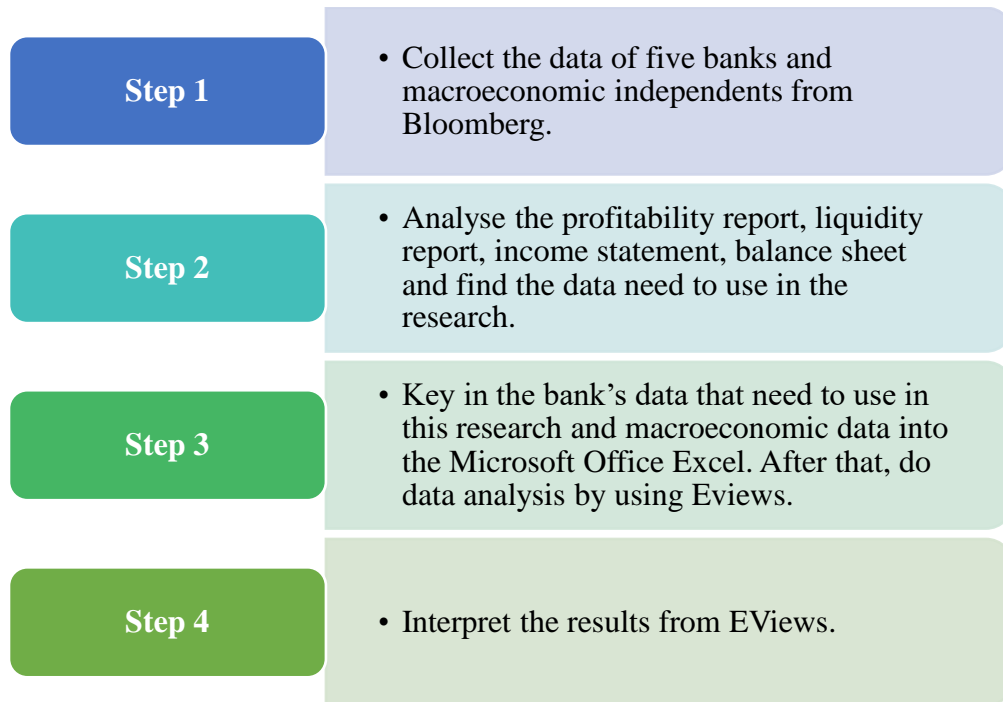 Step 1
• Collect the data of five banks and
macroeconomic independents from
Bloomberg.
Step 2
• Analyse the profitability report, liquidity
report, income statement, balance sheet
and find the data need to use in the
research.
Step 3
• Key in the bank’s data that need to use in
this research and macroeconomic data into
the Microsoft Office Excel. After that, do
data analysis by using Eviews.
Step 4
• Interpret the results from EViews.